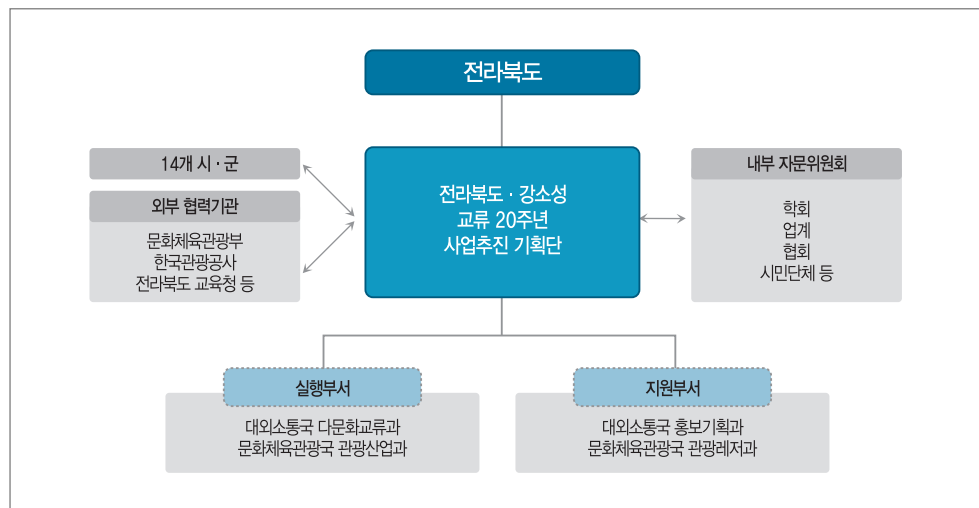 전라북도
14개 시 · 군
외부 협력기관
문화체육관광부
한국관광공사
전라북도 교육청 등
전라북도 · 강소성
교류 20주년
사업추진 기획단
내부 자문위원회
학회
업계
협회
시민단체 등
실행부서
대외소통국 다문화교류과
문화체육관광국 관광산업과
지원부서
대외소통국 홍보기획과
문화체육관광국 관광레저과